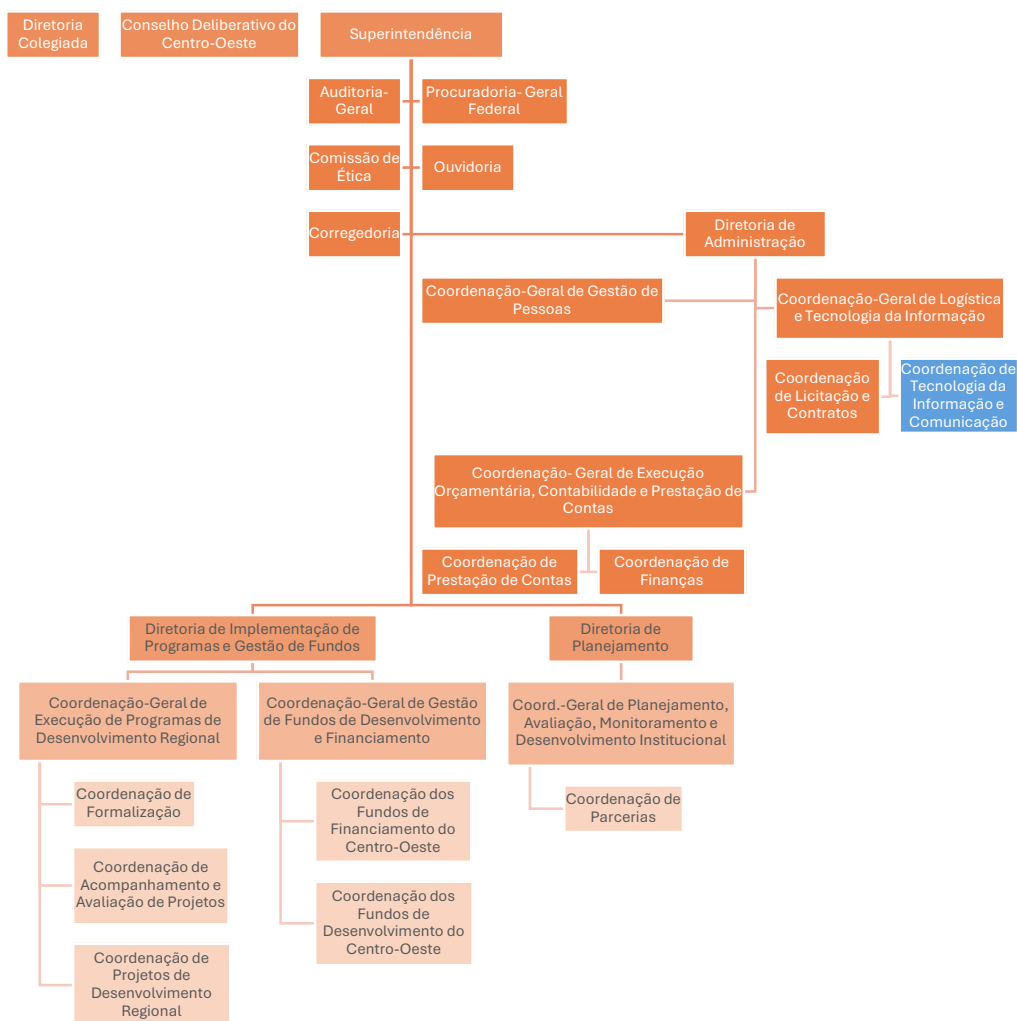 Diretoria
Colegiada
Conselho Deliberativo do
Centro-Oeste
Superintendência
Auditoria-
Geral
Procuradoria- Geral
Federal
Comissão de
Ética
Ouvidoria
Corregedoria
Diretoria de
Administração
Coordenação-Geral de Gestão de
Pessoas
Coordenação-Geral de Logística
e Tecnologia da Informação
Coordenação
de Licitação e
Contratos
Coordenação de
Tecnologia da
Informação e
Comunicação
Coordenação- Geral de Execução
Orçamentária, Contabilidade e Prestação de
Contas
Coordenação de
Prestação de Contas
Coordenação de
Finanças
Diretoria de Implementação de
Programas e Gestão de Fundos
Diretoria de
Planejamento
Coordenação-Geral de
Execução de Programas de
Desenvolvimento Regional
Coordenação-Geral de Gestão
de Fundos de Desenvolvimento
e Financiamento
Coord.-Geral de Planejamento,
Avaliação, Monitoramento e
Desenvolvimento Institucional
Coordenação de
Formalização
Coordenação de
Acompanhamento e
Avaliação de Projetos
Coordenação de
Projetos de
Desenvolvimento
Regional
Coordenação dos
Fundos de
Financiamento do
Centro-Oeste
Coordenação dos
Fundos de
Desenvolvimento do
Centro-Oeste
Coordenação de
Parcerias